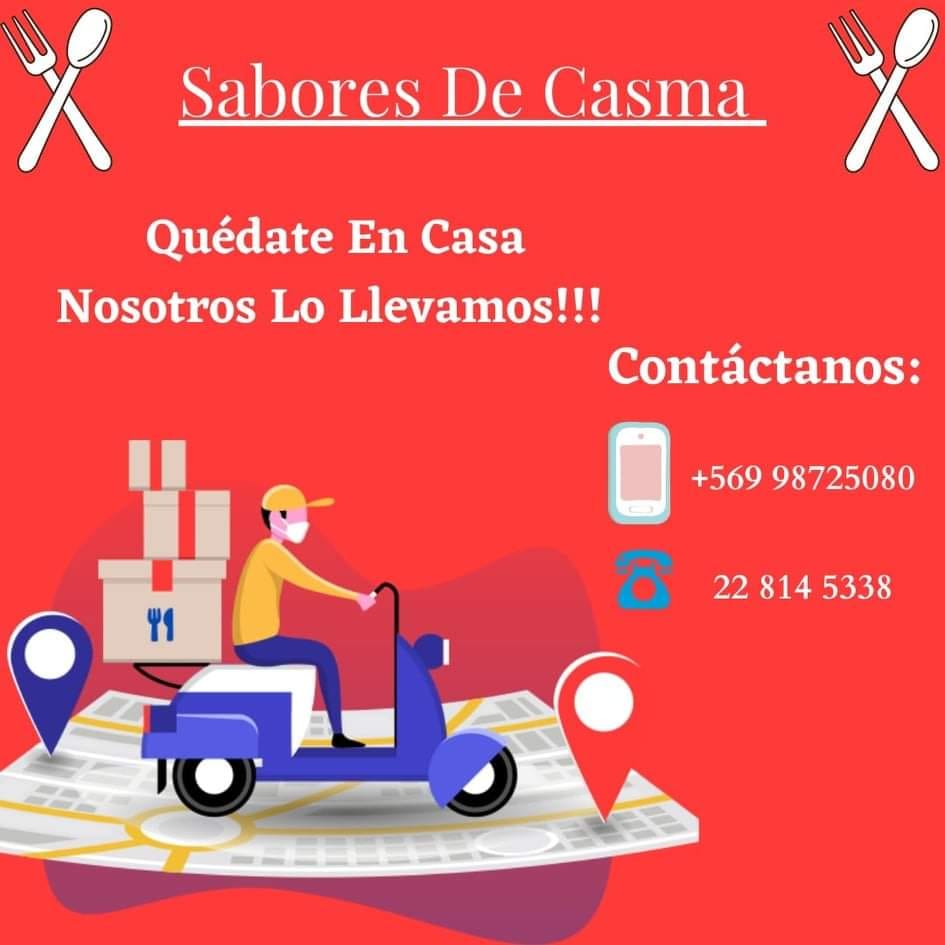 Sabores De Casma
Quédate En Casa
Nosotros Lo Llevamos!!!
Contáctanos:
+569 98725080
22 814 5338